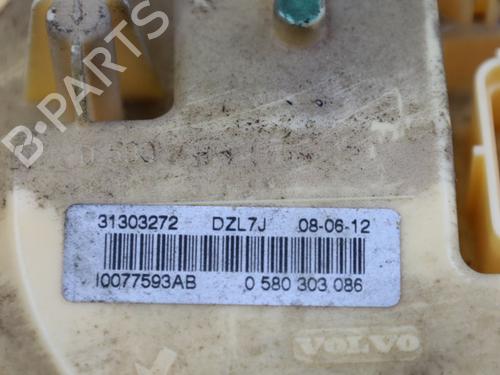 B-PARTS
31303272 DZL7J 08-06-12
I0077593AB 0 580 303 086
VOLVO